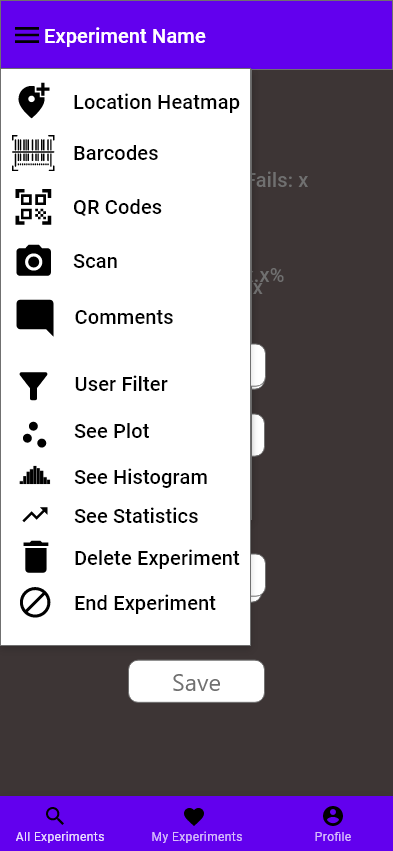 Experiment Name
Location Heatmap
Barcodes
Fails: x
QR Codes
Scan
.x%
x
Comments
User Filter
See Plot
See Histogram
See Statistics
Delete Experiment
End Experiment
Save
All Experiments
My Experiments
Profile